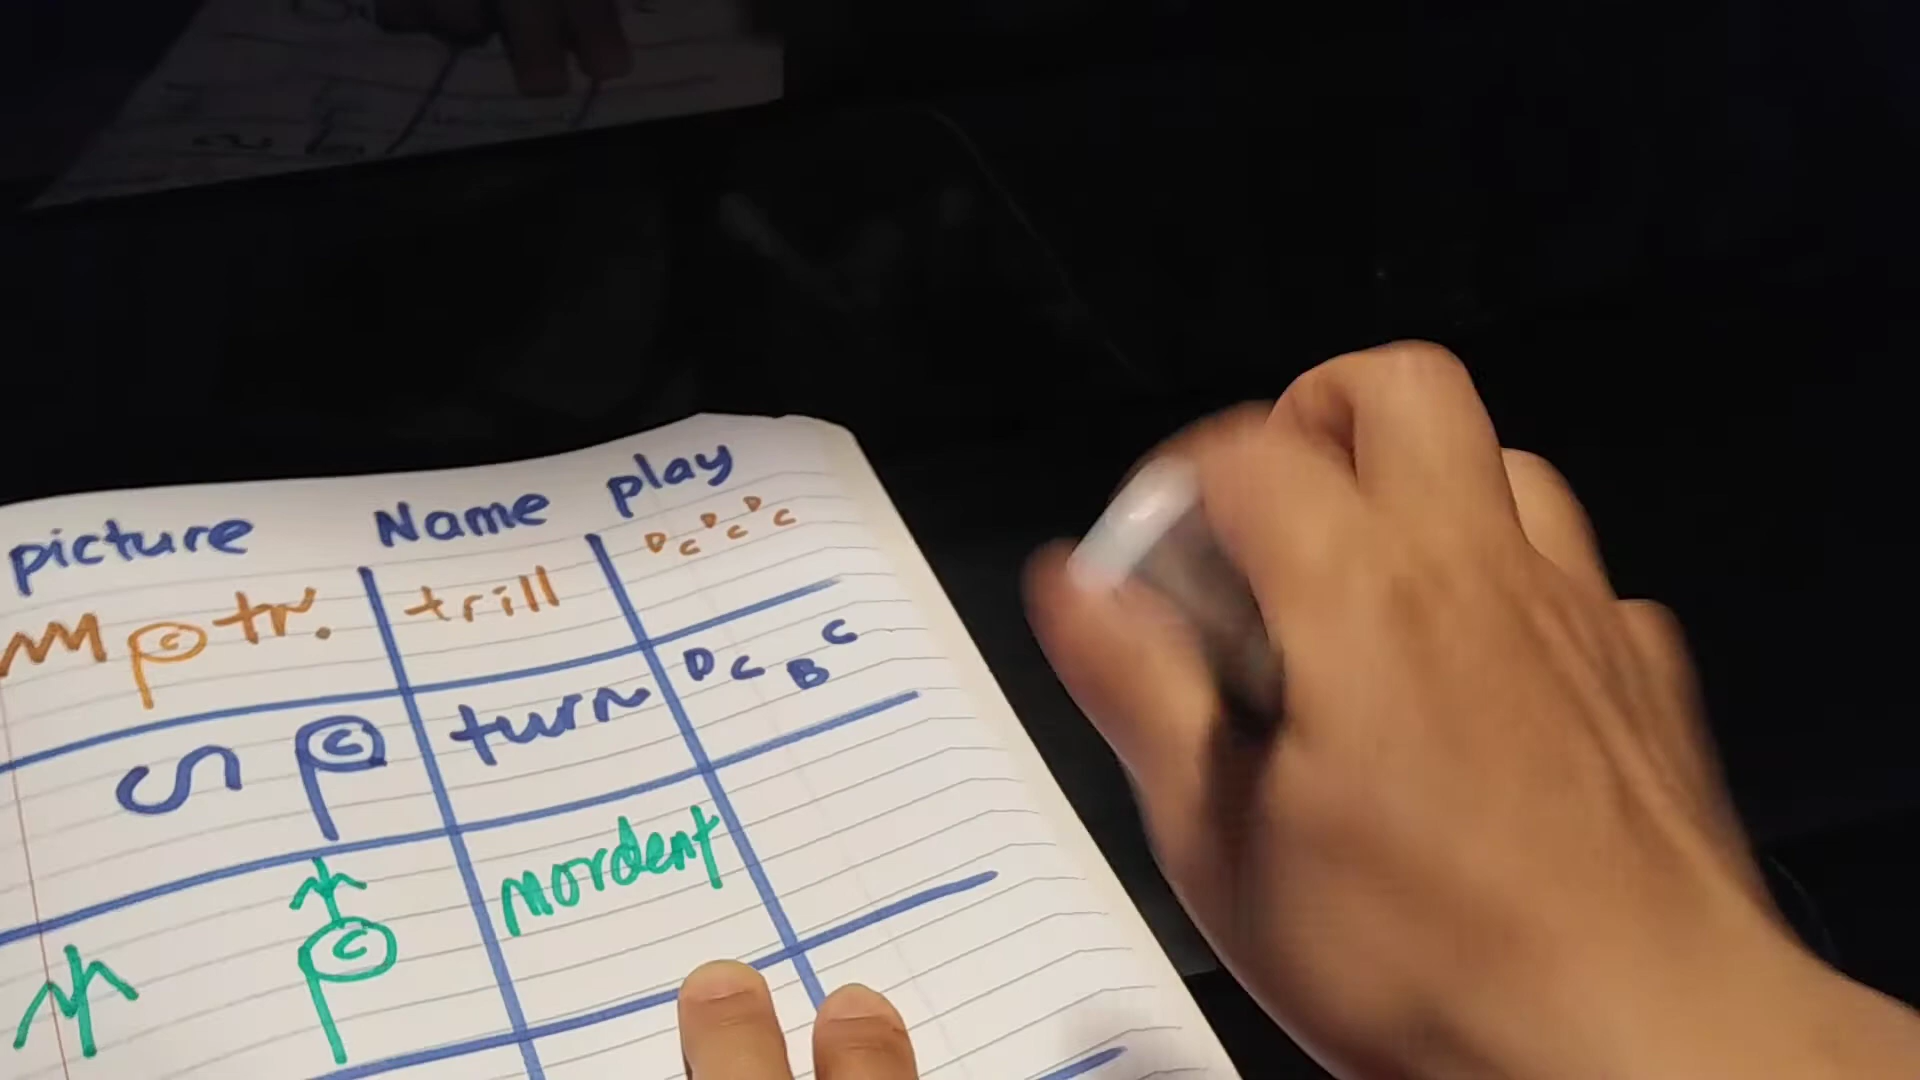 picture Name play
C tr. trill D C D C D C
C turn D C B C
C mordent